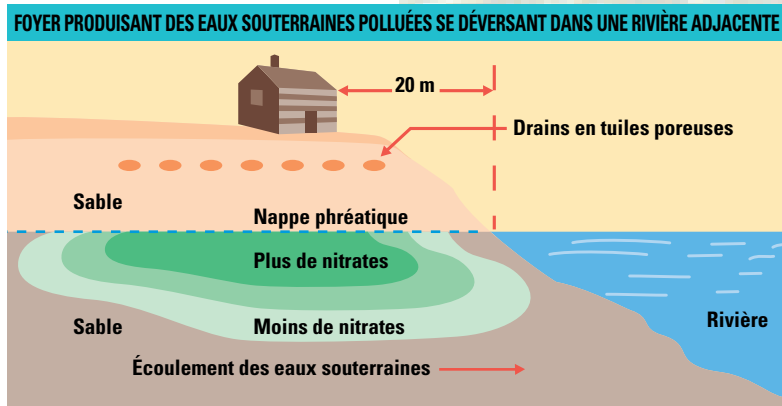 FOYER PRODUISANT DES EAUX SOUTERRAINES POLLUÉES SE DÉVERSANT DANS UNE RIVIÈRE ADJACENTE
20 m
Drains en tuiles poreuses
Sable
Nappe phréatique
Plus de nitrates
Sable
Moins de nitrates
Rivière
Écoulement des eaux souterraines